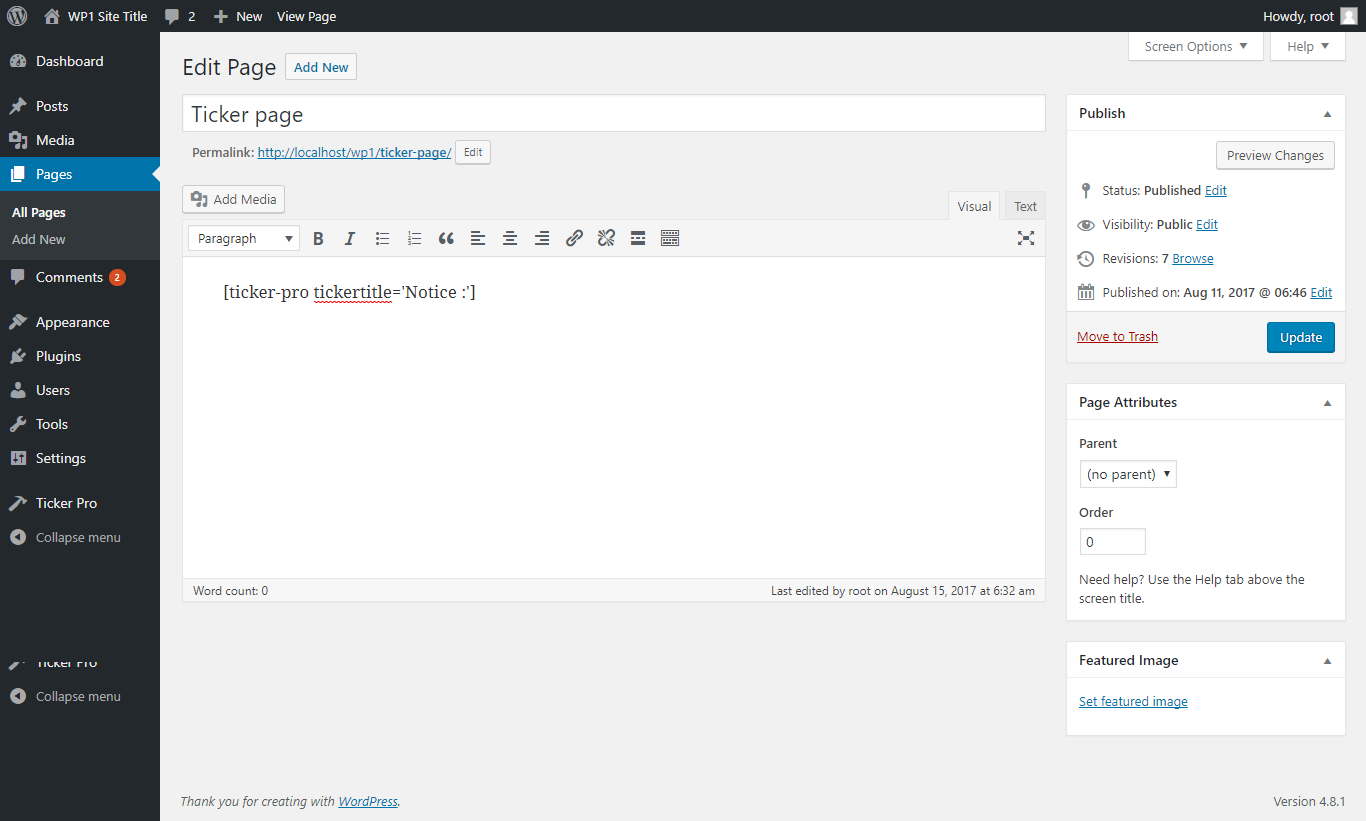 WP1 Site Title 2 New View Page Howdy, root
Dashboard
Posts
Media
Pages
All Pages
Add New
Comments 2
Appearance
Plugins
Users
Tools
Settings
Ticker Pro
Collapse menu
Ticker Pro
Collapse menu
Screen Options Help
Edit Page Add New
Ticker page
Permalink: http://localhost/wp1/ticker-page/ Edit
Add Media
Visual Text
Paragraph
[ticker-pro tickertitle='Notice :']
Word count: 0 Last edited by root on August 15, 2017 at 6:32 am
Publish
Preview Changes
Status: Published Edit
Visibility: Public Edit
Revisions: 7 Browse
Published on: Aug 11, 2017 @ 06:46 Edit
Move to Trash Update
Page Attributes
Parent
(no parent)
Order
0
Need help? Use the Help tab above the
screen title.
Featured Image
Set featured image
Thank you for creating with WordPress. Version 4.8.1